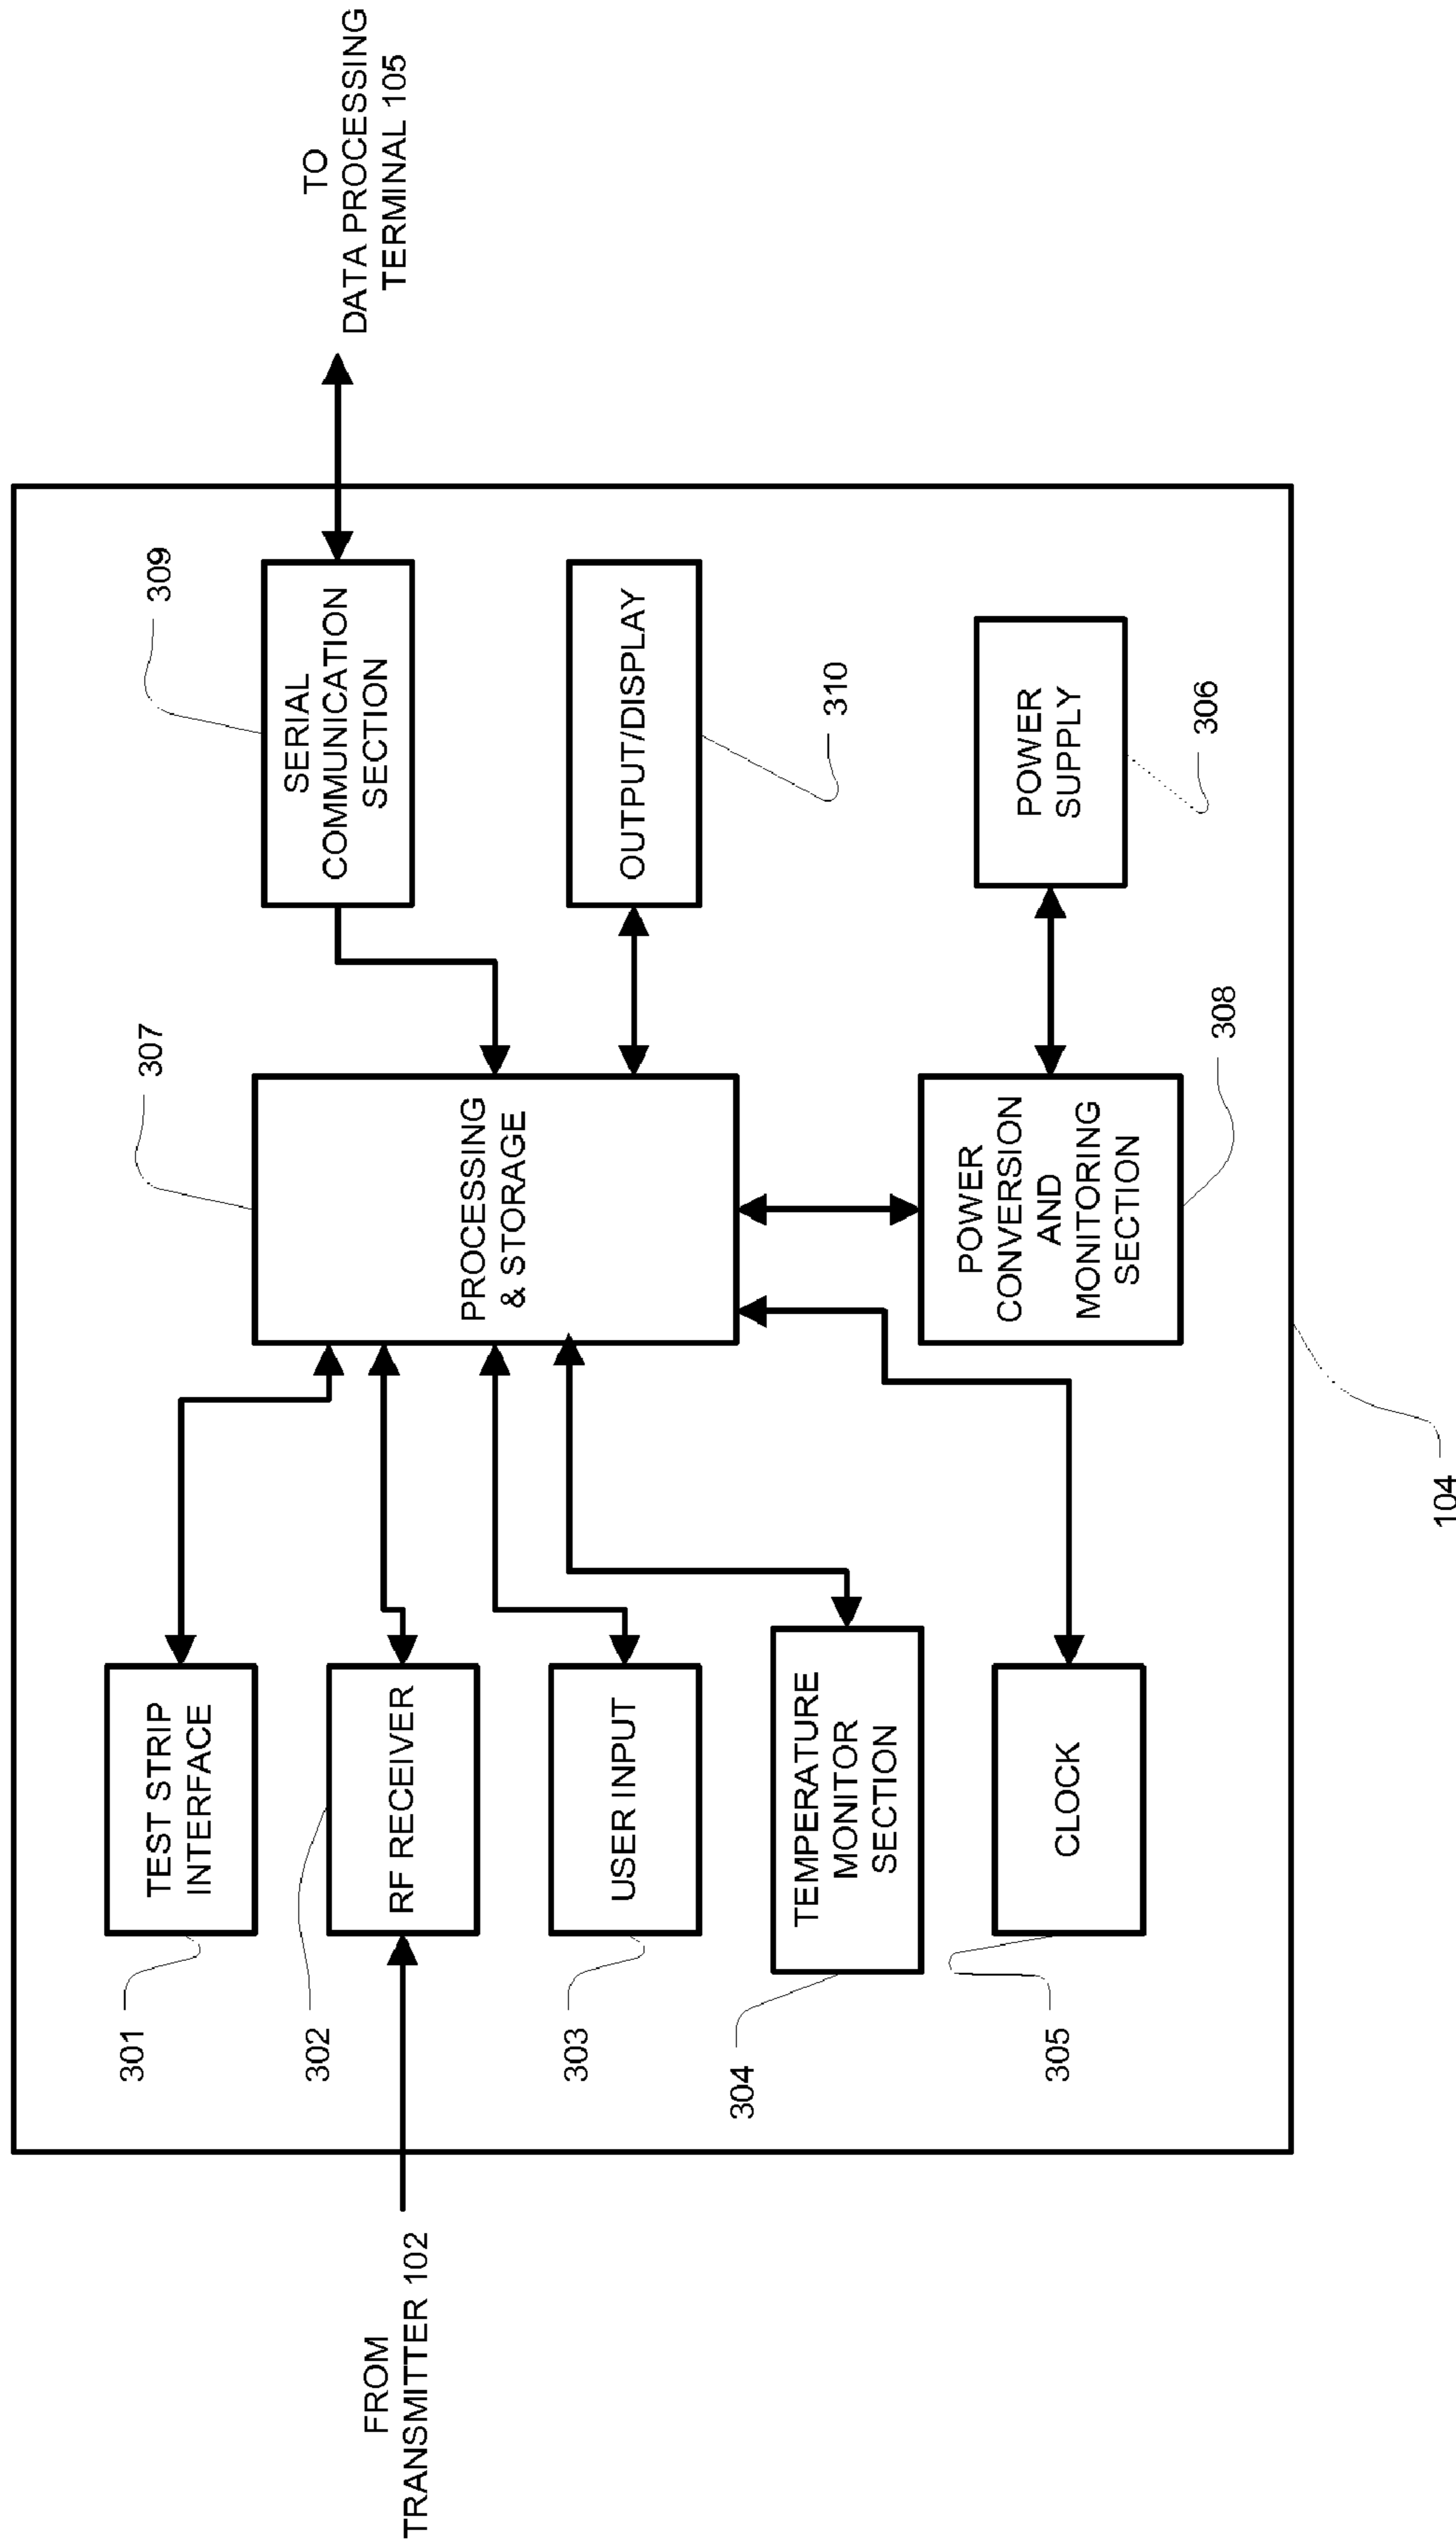 301
TEST STRIP
INTERFACE
FROM
TRANSMITTER 102
302
RF RECEIVER
303
USER INPUT
304
TEMPERATURE
MONITOR
SECTION
305
CLOCK
307
PROCESSING
& STORAGE
POWER
CONVERSION
AND
MONITORING
SECTION
308
309
SERIAL
COMMUNICATION
SECTION
TO
DATA PROCESSING
TERMINAL 105
OUTPUT/DISPLAY
310
POWER
SUPPLY
306
104